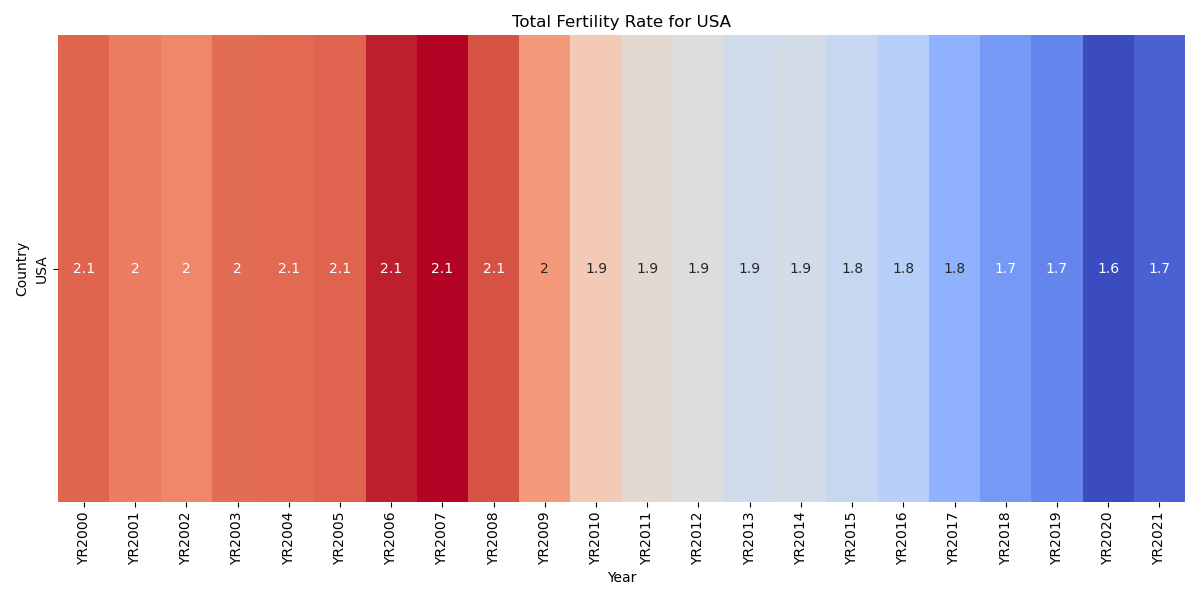 Total Fertility Rate for USA
Country
USA
2.1 2 2 2 2.1 2.1 2.1 2.1 2.1 2 1.9 1.9 1.9 1.9 1.9 1.8 1.8 1.8 1.7 1.7 1.6 1.7
YR2000 YR2001 YR2002 YR2003 YR2004 YR2005 YR2006 YR2007 YR2008 YR2009 YR2010 YR2011 YR2012 YR2013 YR2014 YR2015 YR2016 YR2017 YR2018 YR2019 YR2020 YR2021
Year